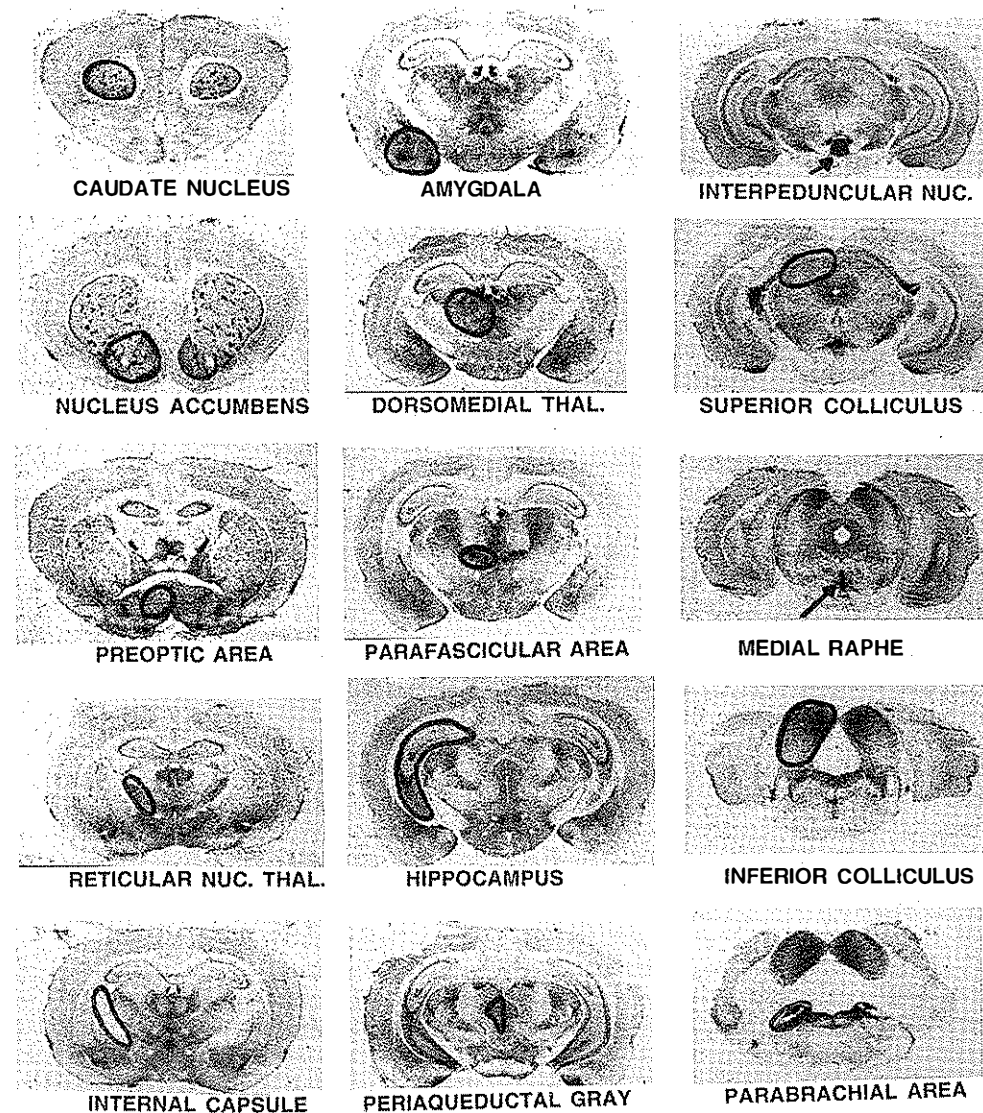 CAUDATE NUCLEUS
AMYGDALA
INTERPEDUNCULAR NUC.
NUCLEUS ACCUMBENS
DORSOMEDIAL THAL.
SUPERIOR COLLICULUS
PREOPTIC AREA
PARAFASCICULAR AREA
MEDIAL RAPHE
RETICULAR NUC. THAL.
HIPPOCAMPUS
INFERIOR COLLICULUS
INTERNAL CAPSULE
PERIAQUEDUCTAL GRAY
PARABRACHIAL AREA